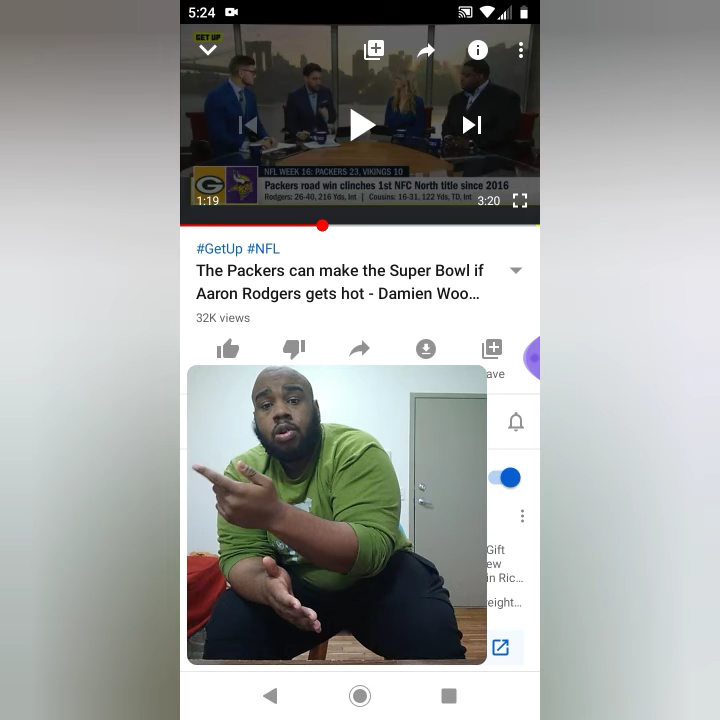 5:24
GET UP
NFL WEEK 16: PACKERS 23, VIKINGS 10
Packers road win clinches 1st NFC North title since 2016
Rodgers: 26-40, 216 Yds, Int | Cousins: 16-31, 122 Yds, TD, Int
1:19
3:20
#GetUp #NFL
The Packers can make the Super Bowl if
Aaron Rodgers gets hot - Damien Woo...
32K views
ave
Gift
ew
in Ric...
eight...